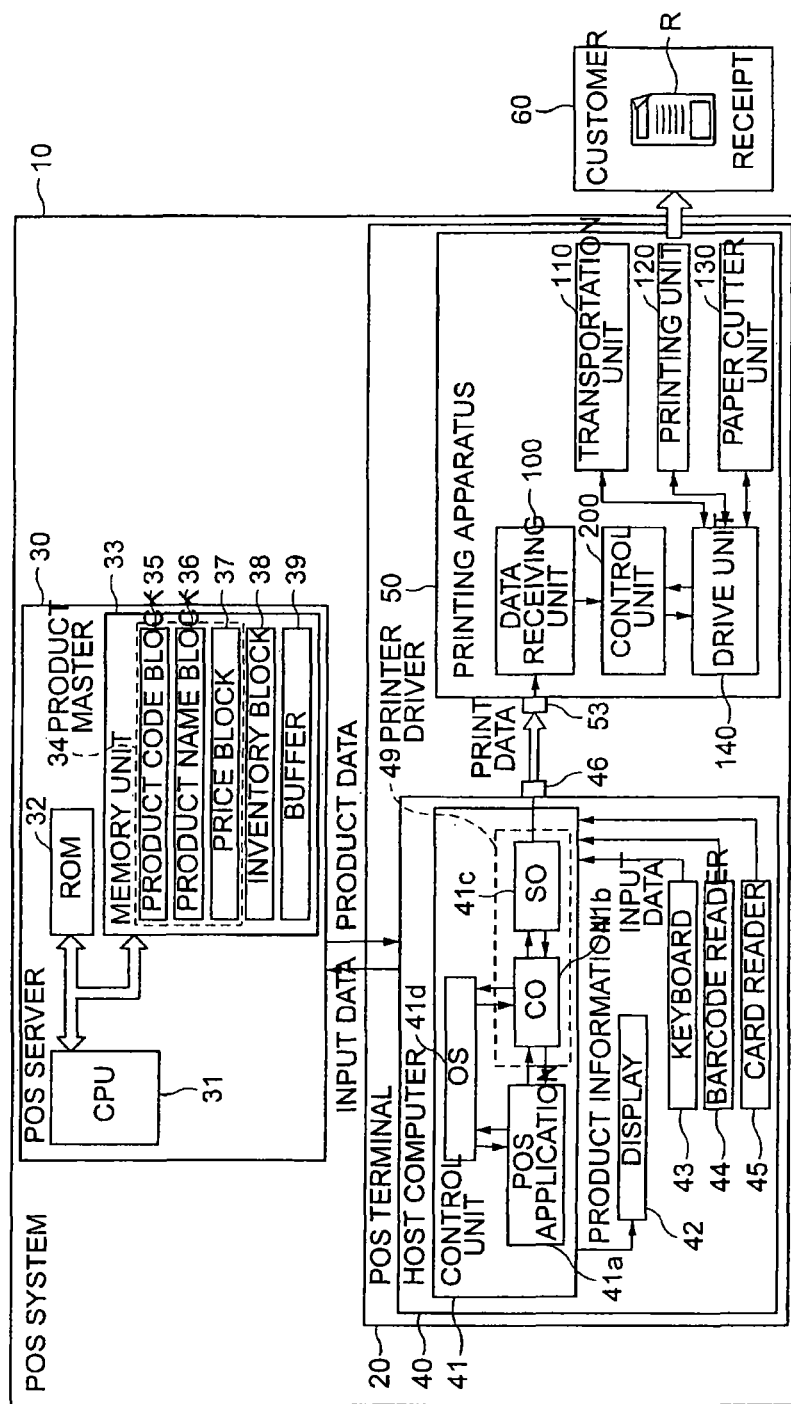 POS SYSTEM
10
POS SERVER
30
CPU
31
ROM
32
33
34 PRODUCT
MASTER
MEMORY UNIT
PRODUCT CODE BLOCK
35
PRODUCT NAME BLOCK
36
PRICE BLOCK
37
INVENTORY BLOCK
38
BUFFER
39
INPUT DATA
PRODUCT DATA
POS TERMINAL
20
HOST COMPUTER
40
CONTROL
UNIT
41
41d
OS
POS
APPLICATION
41a
CO
41b
SO
41c
49 PRINTER
DRIVER
PRODUCT INFORMATION
DISPLAY
42
INPUT
DATA
KEYBOARD
43
BARCODE READER
44
CARD READER
45
46
PRINT
DATA
53
PRINTING APPARATUS
50
DATA
RECEIVING
UNIT
100
CONTROL
UNIT
200
DRIVE UNIT
140
TRANSPORTATION
UNIT
110
PRINTING UNIT
120
PAPER CUTTER
UNIT
130
60
CUSTOMER
R
RECEIPT